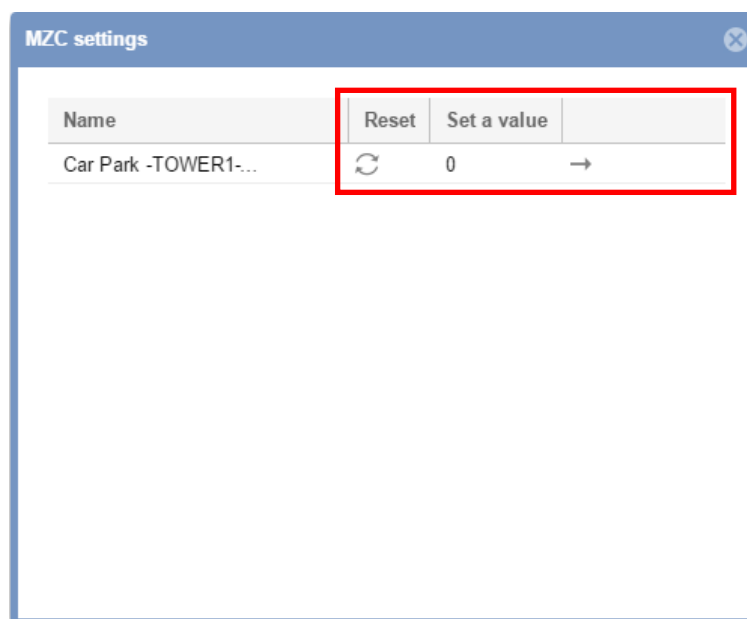 MZC settings
Name Reset Set a value
Car Park -TOWER1-... 0 →